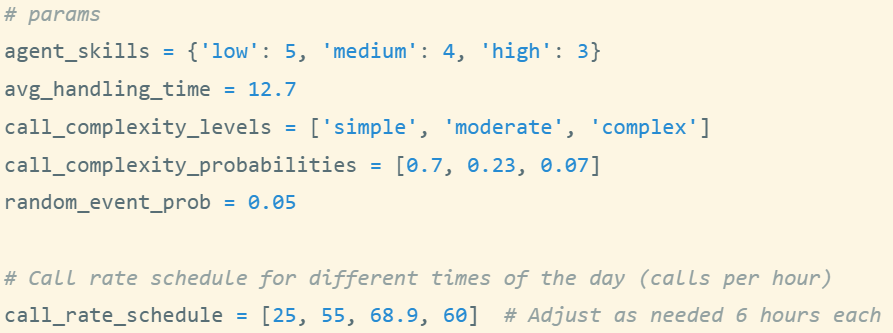 # params
agent_skills = {'low': 5, 'medium': 4, 'high': 3}
avg_handling_time = 12.7
call_complexity_levels = ['simple', 'moderate', 'complex']
call_complexity_probabilities = [0.7, 0.23, 0.07]
random_event_prob = 0.05
# Call rate schedule for different times of the day (calls per hour)
call_rate_schedule = [25, 55, 68.9, 60]  # Adjust as needed 6 hours each